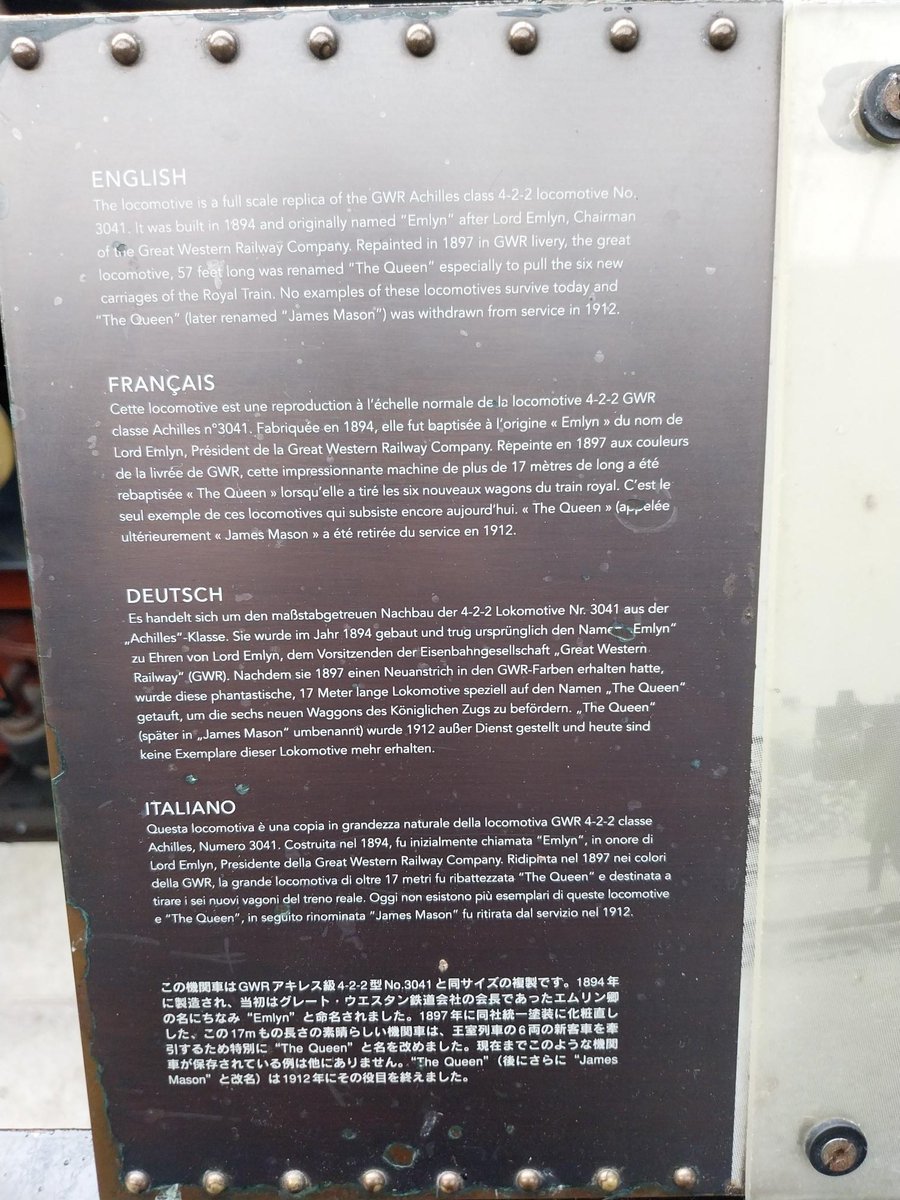 ENGLISH
The locomotive is a full scale replica of the GWR Achilles class 4-2-2 locomotive No.
3041. It was built in 1894 and originally named "Emlyn" after Lord Emlyn, Chairman
of the Great Western Railway Company. Repainted in 1897 in GWR livery, the great
locomotive, 57 feet long was renamed "The Queen" especially to pull the six new
carriages of the Royal Train. No examples of these locomotives survive today and
"The Queen" (later renamed "James Mason") was withdrawn from service in 1912.
FRANÇAIS
Cette locomotive est une reproduction à l'échelle normale de la locomotive 4-2-2 GWR
classe Achilles n°3041. Fabriquée en 1894, elle fut baptisée à l'origine « Emlyn » du nom de
Lord Emlyn, Président de la Great Western Railway Company. Repeinte en 1897 aux couleurs
de la livrée de GWR, cette impressionnante machine de plus de 17 mètres de long a été
rebaptisée « The Queen » lorsqu'elle a tiré les six nouveaux wagons du train royal. C'est le
seul exemple de ces locomotives qui subsiste encore aujourd'hui. « The Queen » (appelée
ultérieurement « James Mason » a été retirée du service en 1912.
DEUTSCH
Es handelt sich um den maßstabgetreuen Nachbau der 4-2-2 Lokomotive Nr. 3041 aus der
„Achilles"-Klasse. Sie wurde im Jahr 1894 gebaut und trug ursprünglich den Namen „Emlyn"
zu Ehren von Lord Emlyn, dem Vorsitzenden der Eisenbahngesellschaft „Great Western
Railway" (GWR). Nachdem sie 1897 einen Neuanstrich in den GWR-Farben erhalten hatte,
wurde diese phantastische, 17 Meter lange Lokomotive speziell auf den Namen „The Queen"
getauft, um die sechs neuen Waggons des Königlichen Zugs zu befördern. „The Queen"
(später in „James Mason" umbenannt) wurde 1912 außer Dienst gestellt und heute sind
keine Exemplare dieser Lokomotive mehr erhalten.
ITALIANO
Questa locomotiva è una copia in grandezza naturale della locomotiva GWR 4-2-2 classe
Achilles, Numero 3041. Costruita nel 1894, fu inizialmente chiamata "Emlyn", in onore di
Lord Emlyn, Presidente della Great Western Railway Company. Ridipinta nel 1897 nei colori
della GWR, la grande locomotiva di oltre 17 metri fu ribattezzata "The Queen" e destinata a
tirare i sei nuovi vagoni del treno reale. Oggi non esistono più esemplari di queste locomotive
e "The Queen", in seguito rinominata "James Mason" fu ritirata dal servizio nel 1912.
この機関車はGWRアキレス級4-2-2型No.3041と同サイズの複製です。1894年
に製造され、当初はグレート・ウエスタン鉄道会社の会長であったエムリン卿
の名にちなみ "Emlyn" と命名されました。1897年に同社統一塗装に化粧直し
した、この17mもの長さの素晴らしい機関車は、王室列車の6両の新客車を牽
引するため特別に "The Queen" と名を改めました。現在までこのような機関
車が保存されている例は他にありません。"The Queen"（後にさらに "James
Mason" と改名）は1912年にその役目を終えました。